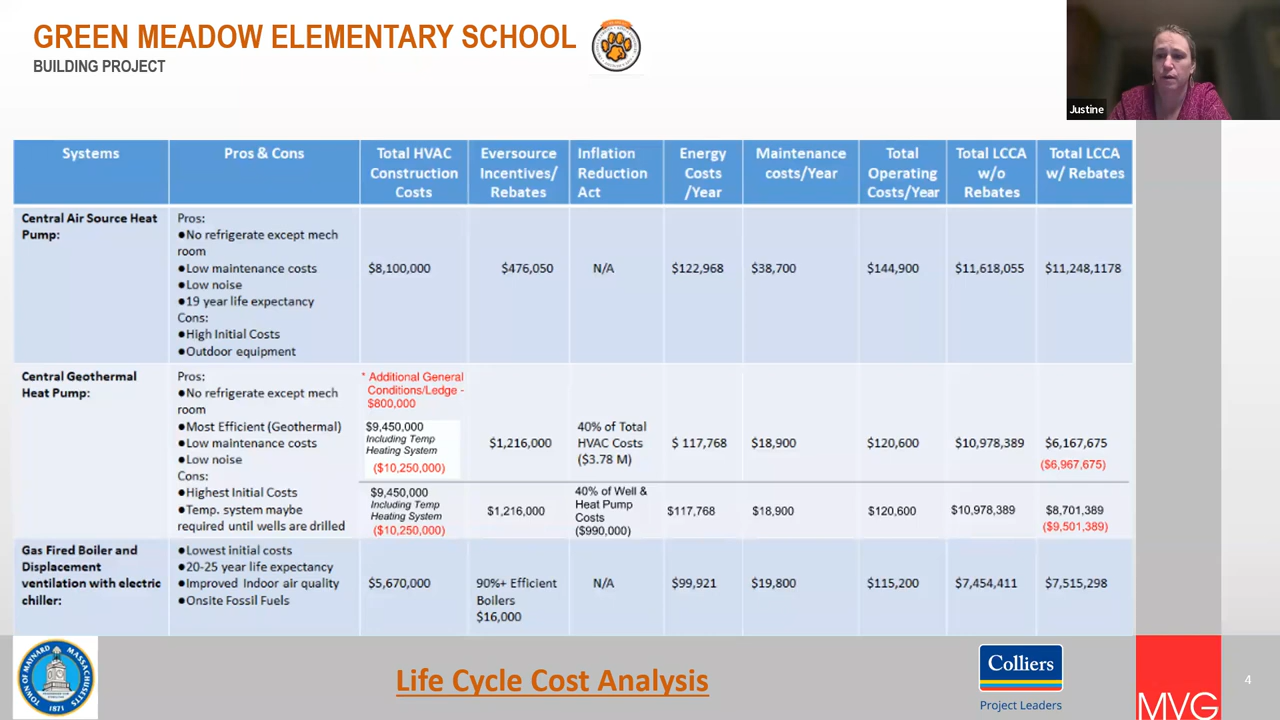 GREEN MEADOW ELEMENTARY SCHOOL
BUILDING PROJECT
Justine
Systems
Pros & Cons
Total HVAC
Construction
Costs
Eversource
Incentives/
Rebates
Inflation
Reduction
Act
Energy
Costs
/Year
Maintenance
costs/Year
Total
Operating
Costs/Year
Total LCCA
w/o
Rebates
Total LCCA
w/ Rebates
Central Air Source Heat
Pump:
Pros:
●No refrigerate except mech
room
●Low maintenance costs
●Low noise
●19 year life expectancy
Cons:
●High Initial Costs
●Outdoor equipment
$8,100,000
$476,050
N/A
$122,968
$38,700
$144,900
$11,618,055
$11,248,1178
Central Geothermal
Heat Pump:
Pros:
●No refrigerate except mech
room
●Most Efficient (Geothermal)
●Low maintenance costs
●Low noise
Cons:
●Highest Initial Costs
●Temp. system maybe
required until wells are drilled
* Additional General
Conditions/Ledge -
$800,000
$9,450,000
Including Temp
Heating System
($10,250,000)
$1,216,000
40% of Total
HVAC Costs
($3.78 M)
$ 117,768
$18,900
$120,600
$10,978,389
$6,167,675
($6,967,675)
$9,450,000
Including Temp
Heating System
($10,250,000)
$1,216,000
40% of Well &
Heat Pump
Costs
($990,000)
$117,768
$18,900
$120,600
$10,978,389
$8,701,389
($9,501,389)
Gas Fired Boiler and
Displacement
ventilation with electric
chiller:
●Lowest initial costs
●20-25 year life expectancy
●Improved Indoor air quality
●Onsite Fossil Fuels
$5,670,000
90%+ Efficient
Boilers
$16,000
N/A
$99,921
$19,800
$115,200
$7,454,411
$7,515,298
TOWN OF MAYNARD MASSACHUSETTS
1871
Life Cycle Cost Analysis
Colliers
Project Leaders
MVG
4